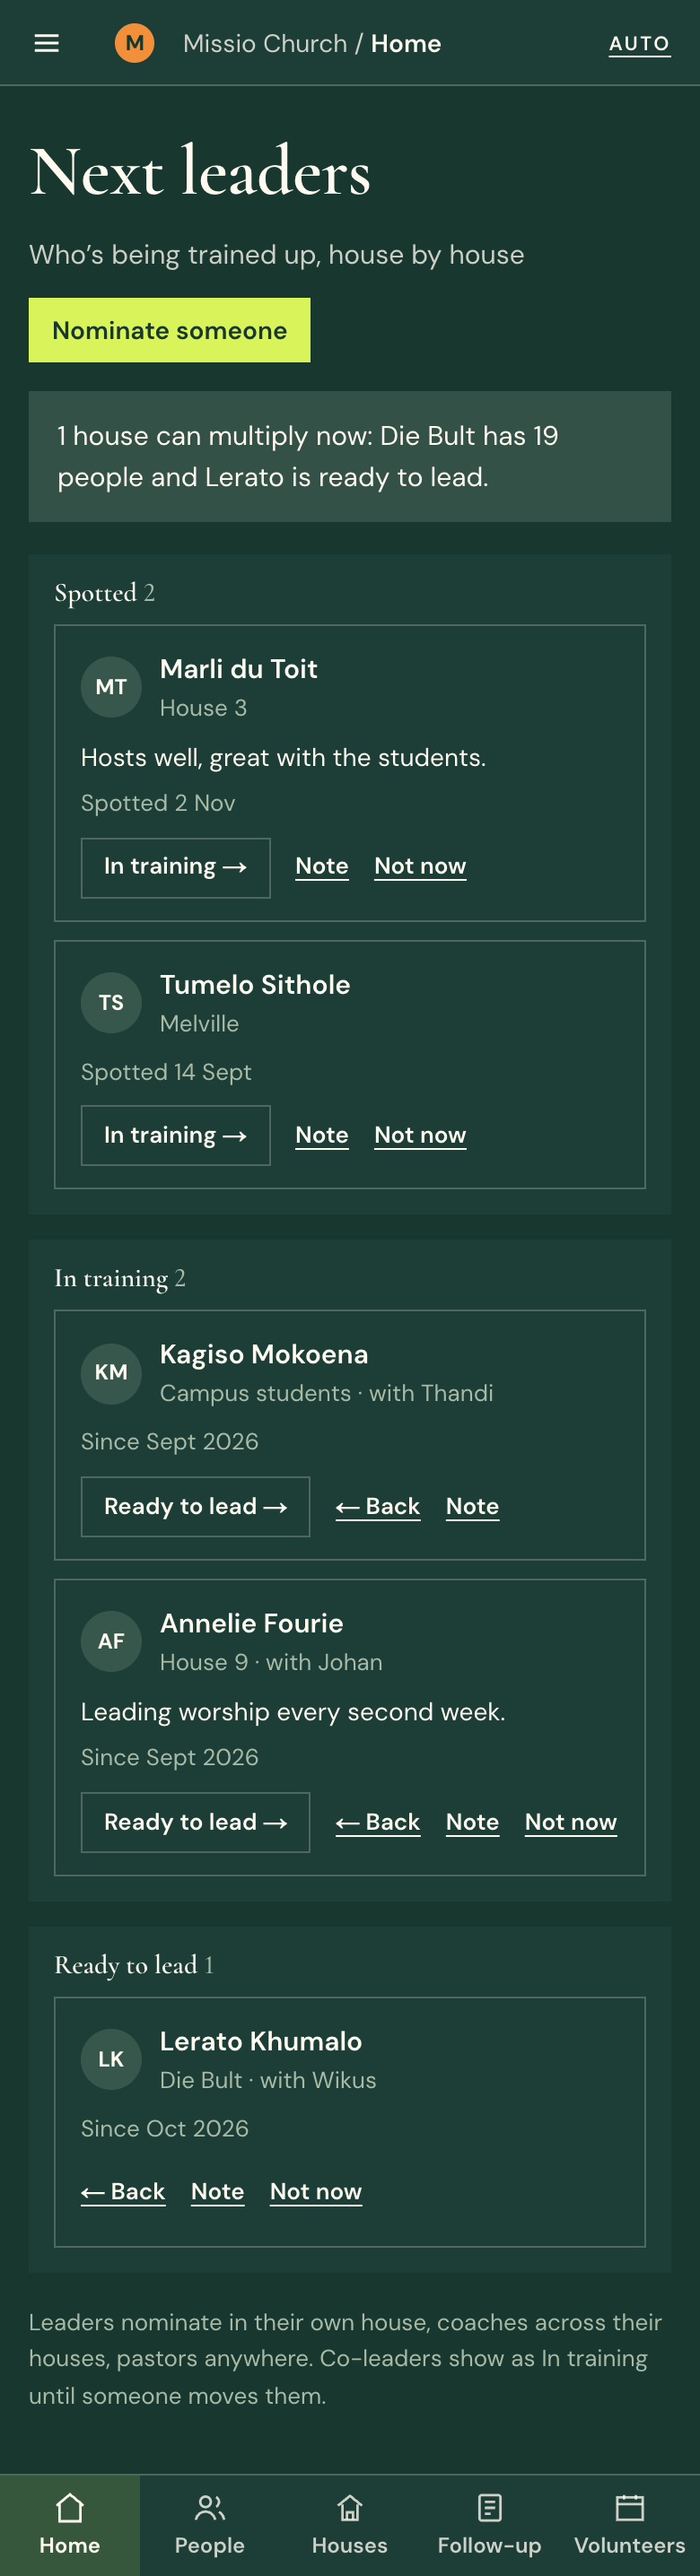 M Missio Church / Home AUTO
Next leaders
Who’s being trained up, house by house
Nominate someone
1 house can multiply now: Die Bult has 19
people and Lerato is ready to lead.
Spotted 2
MT Marli du Toit
House 3
Hosts well, great with the students.
Spotted 2 Nov
In training → Note Not now
TS Tumelo Sithole
Melville
Spotted 14 Sept
In training → Note Not now
In training 2
KM Kagiso Mokoena
Campus students · with Thandi
Since Sept 2026
Ready to lead → ← Back Note
AF Annelie Fourie
House 9 · with Johan
Leading worship every second week.
Since Sept 2026
Ready to lead → ← Back Note Not now
Ready to lead 1
LK Lerato Khumalo
Die Bult · with Wikus
Since Oct 2026
← Back Note Not now
Leaders nominate in their own house, coaches across their
houses, pastors anywhere. Co-leaders show as In training
until someone moves them.
Home People Houses Follow-up Volunteers